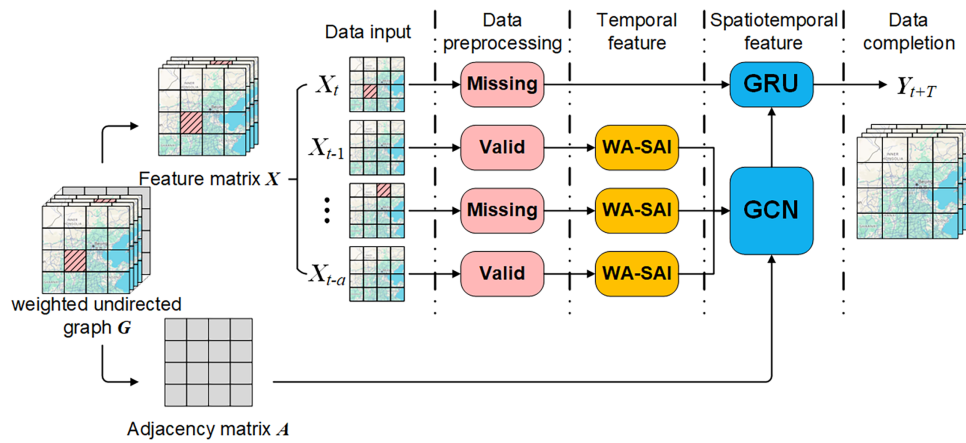 Data input
Data
preprocessing
Temporal
feature
Spatiotemporal
feature
Data
completion
Xt
Missing
GRU
Yt+T
Xt-1
Valid
WA-SAI
Feature matrix X
Missing
WA-SAI
GCN
Xt-a
Valid
WA-SAI
weighted undirected
graph G
Adjacency matrix A